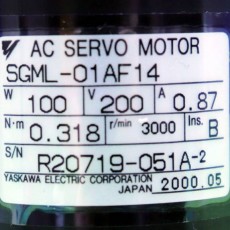 AC SERVO MOTOR
SGML-01AF14
W 100 V 200 A 0.87
N·m 0.318 r/min 3000 Ins. B
S/N R20719-051A-2
YASKAWA ELECTRIC CORPORATION
JAPAN 2000.05